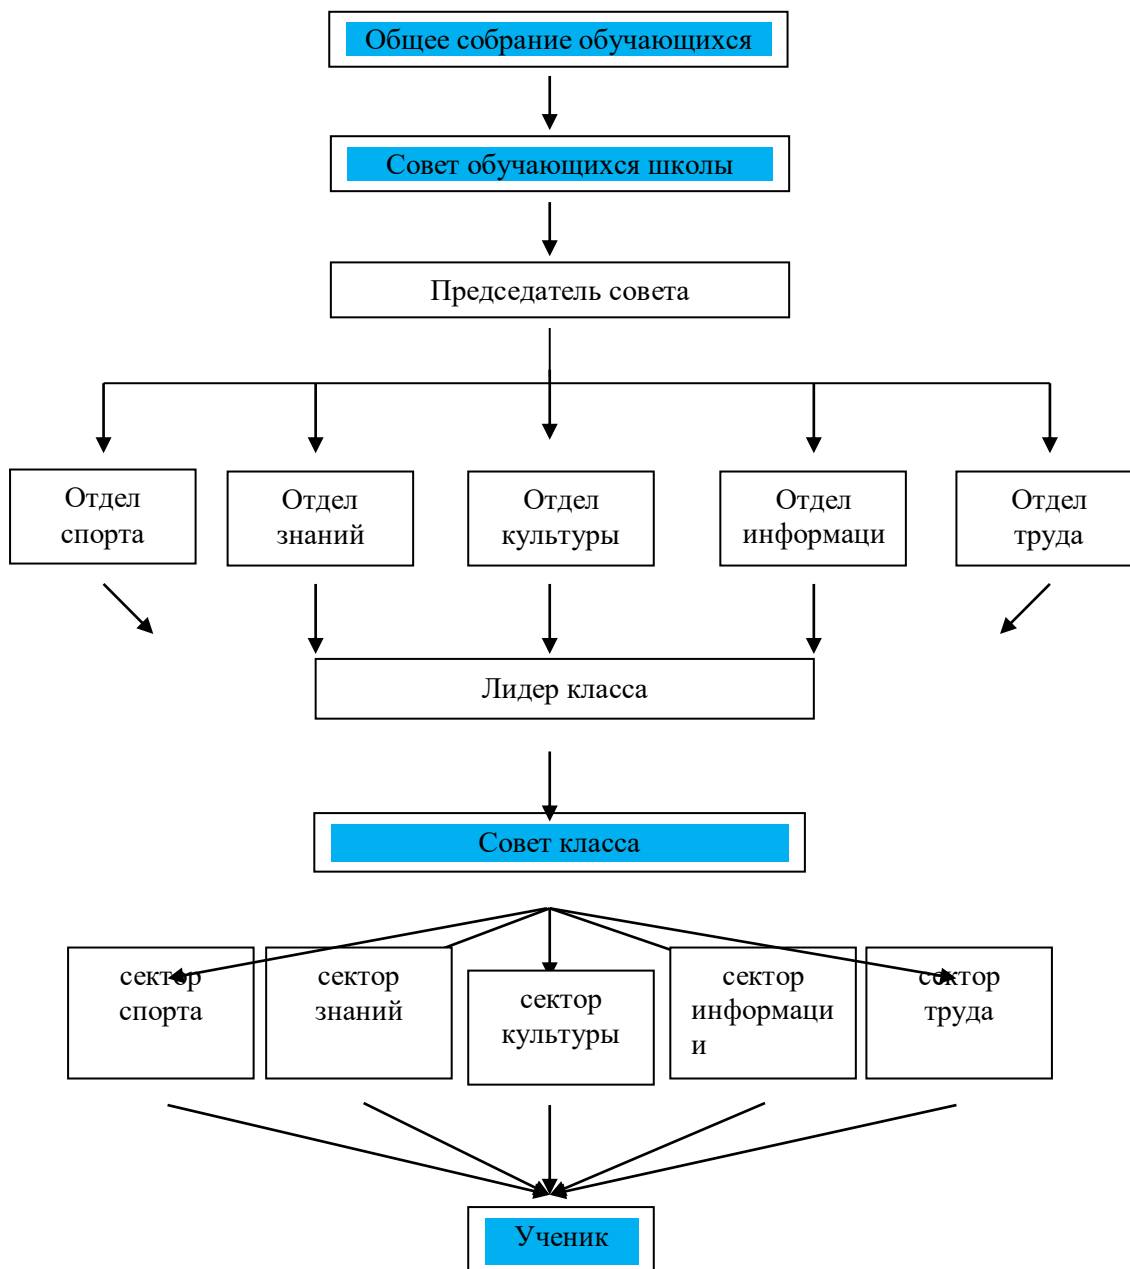 Общее собрание обучающихся
Совет обучающихся школы
Председатель совета
Отдел
спорта
Отдел
знаний
Отдел
культуры
Отдел
информаци
Отдел
труда
Лидер класса
Совет класса
сектор
спорта
сектор
знаний
сектор
культуры
сектор
информаци
и
сектор
труда
Ученик